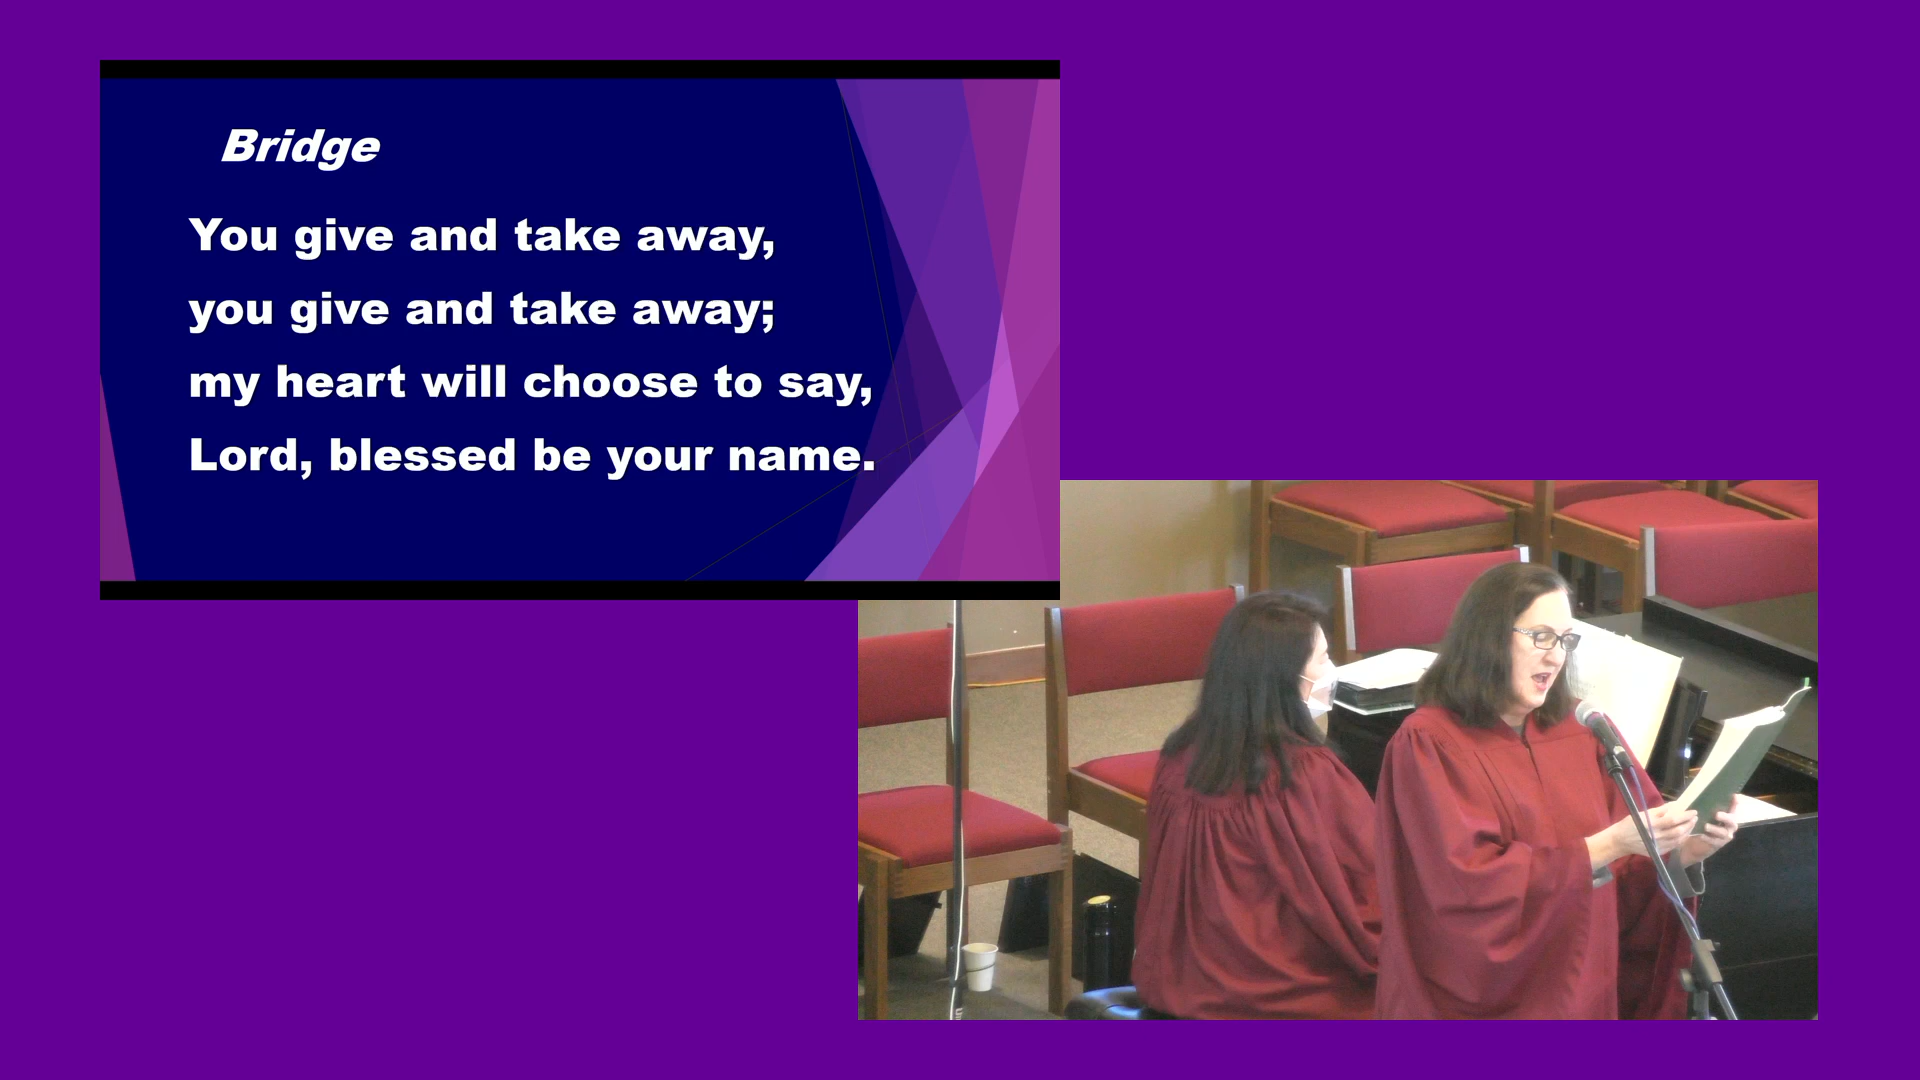 Bridge
You give and take away,
you give and take away;
my heart will choose to say,
Lord, blessed be your name.